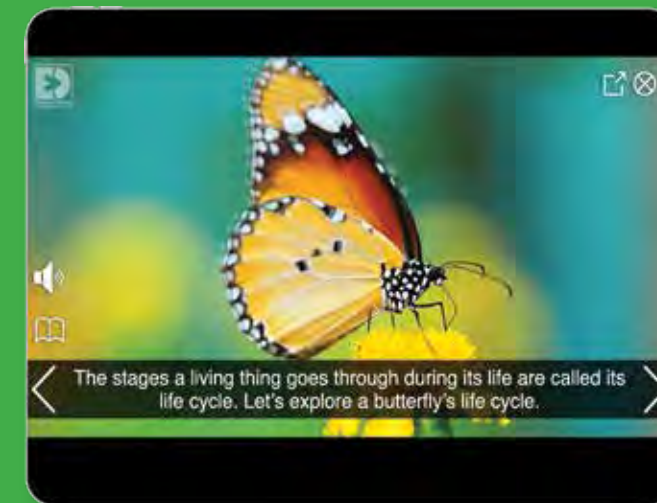 The stages a living thing goes through during its life are called its
life cycle. Let's explore a butterfly's life cycle.